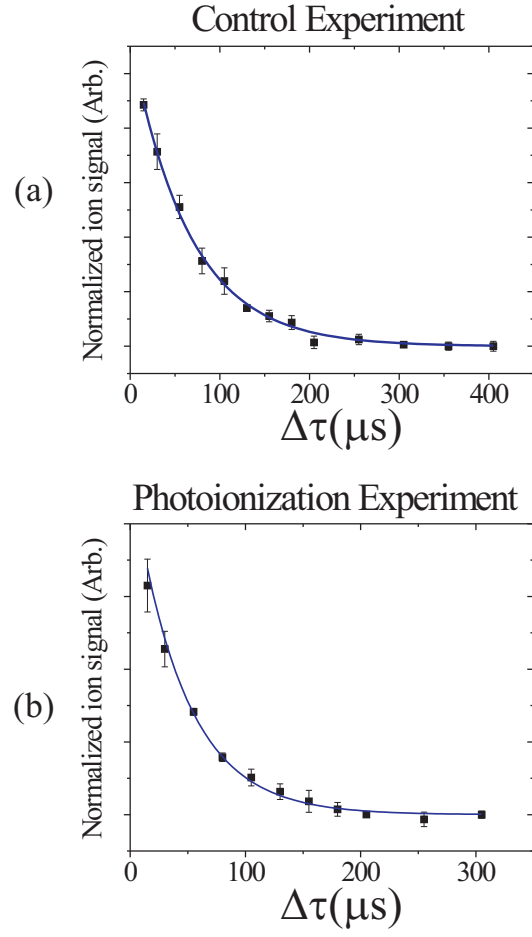 Control Experiment
(a)
Normalized ion signal (Arb.)
0 100 200 300 400
Δτ(μs)
Photoionization Experiment
(b)
Normalized ion signal (Arb.)
0 100 200 300
Δτ(μs)